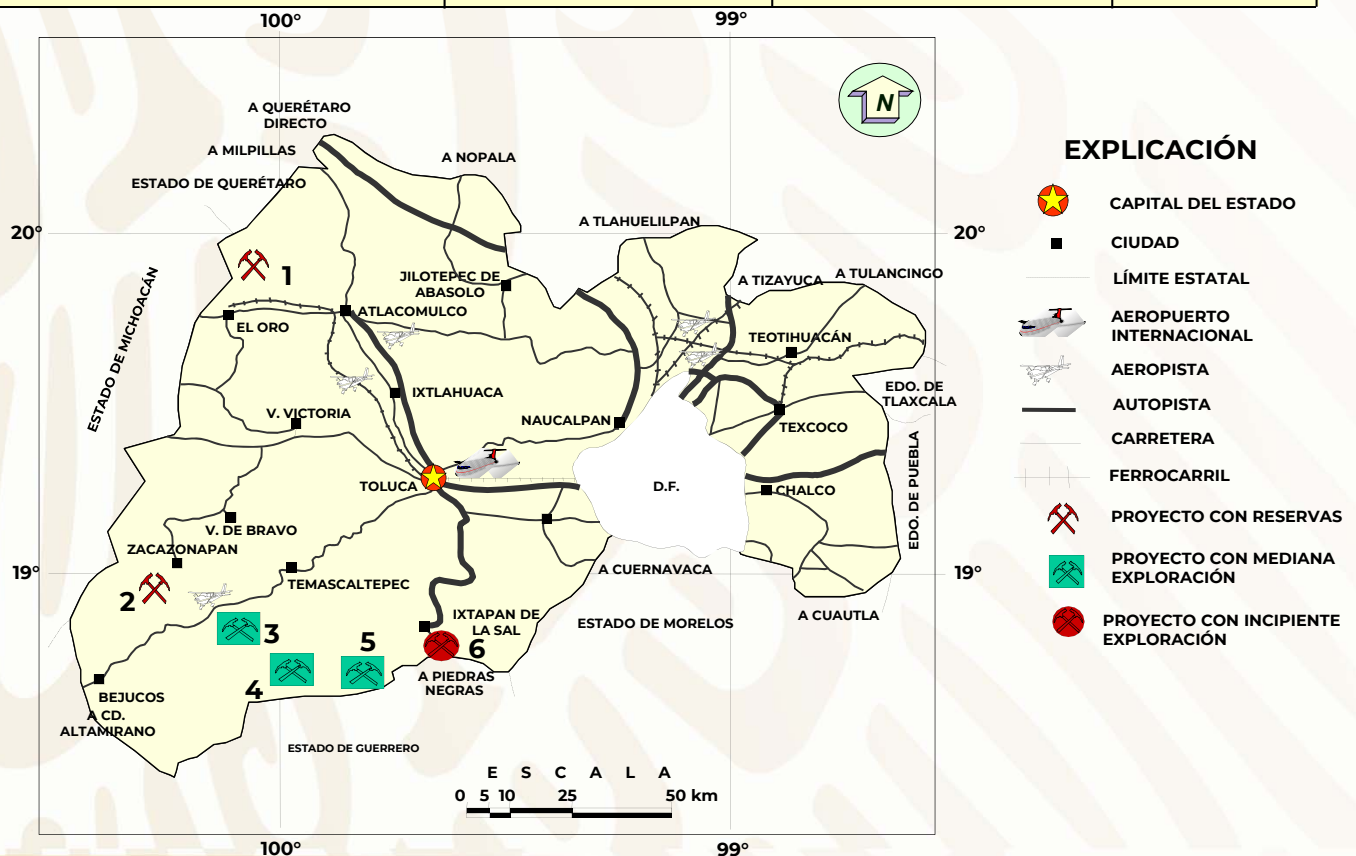 100°
99°
N
A QUERÉTARO
DIRECTO
A MILPILLAS
A NOPALA
ESTADO DE QUERÉTARO
A TLAHUELILPAN
20°
20°
ESTADO DE MICHOACÁN
1
JILOTEPEC DE
ABASOLO
A TIZAYUCA
A TULANCINGO
ATLACOMULCO
EL ORO
TEOTIHUACÁN
IXTLAHUACA
EDO. DE
TLAXCALA
V. VICTORIA
NAUCALPAN
TEXCOCO
EDO. DE PUEBLA
TOLUCA
D.F.
CHALCO
V. DE BRAVO
ZACAZONAPAN
19°
19°
TEMASCALTEPEC
A CUERNAVACA
2
IXTAPAN DE
LA SAL
ESTADO DE MORELOS
A CUAUTLA
3
5
6
4
A PIEDRAS
NEGRAS
BEJUCOS
A CD.
ALTAMIRANO
ESTADO DE GUERRERO
E S C A L A
0 5 10 25 50 km
100°
99°
EXPLICACIÓN
CAPITAL DEL ESTADO
CIUDAD
LÍMITE ESTATAL
AEROPUERTO
INTERNACIONAL
AEROPISTA
AUTOPISTA
CARRETERA
FERROCARRIL
PROYECTO CON RESERVAS
PROYECTO CON MEDIANA
EXPLORACIÓN
PROYECTO CON INCIPIENTE
EXPLORACIÓN